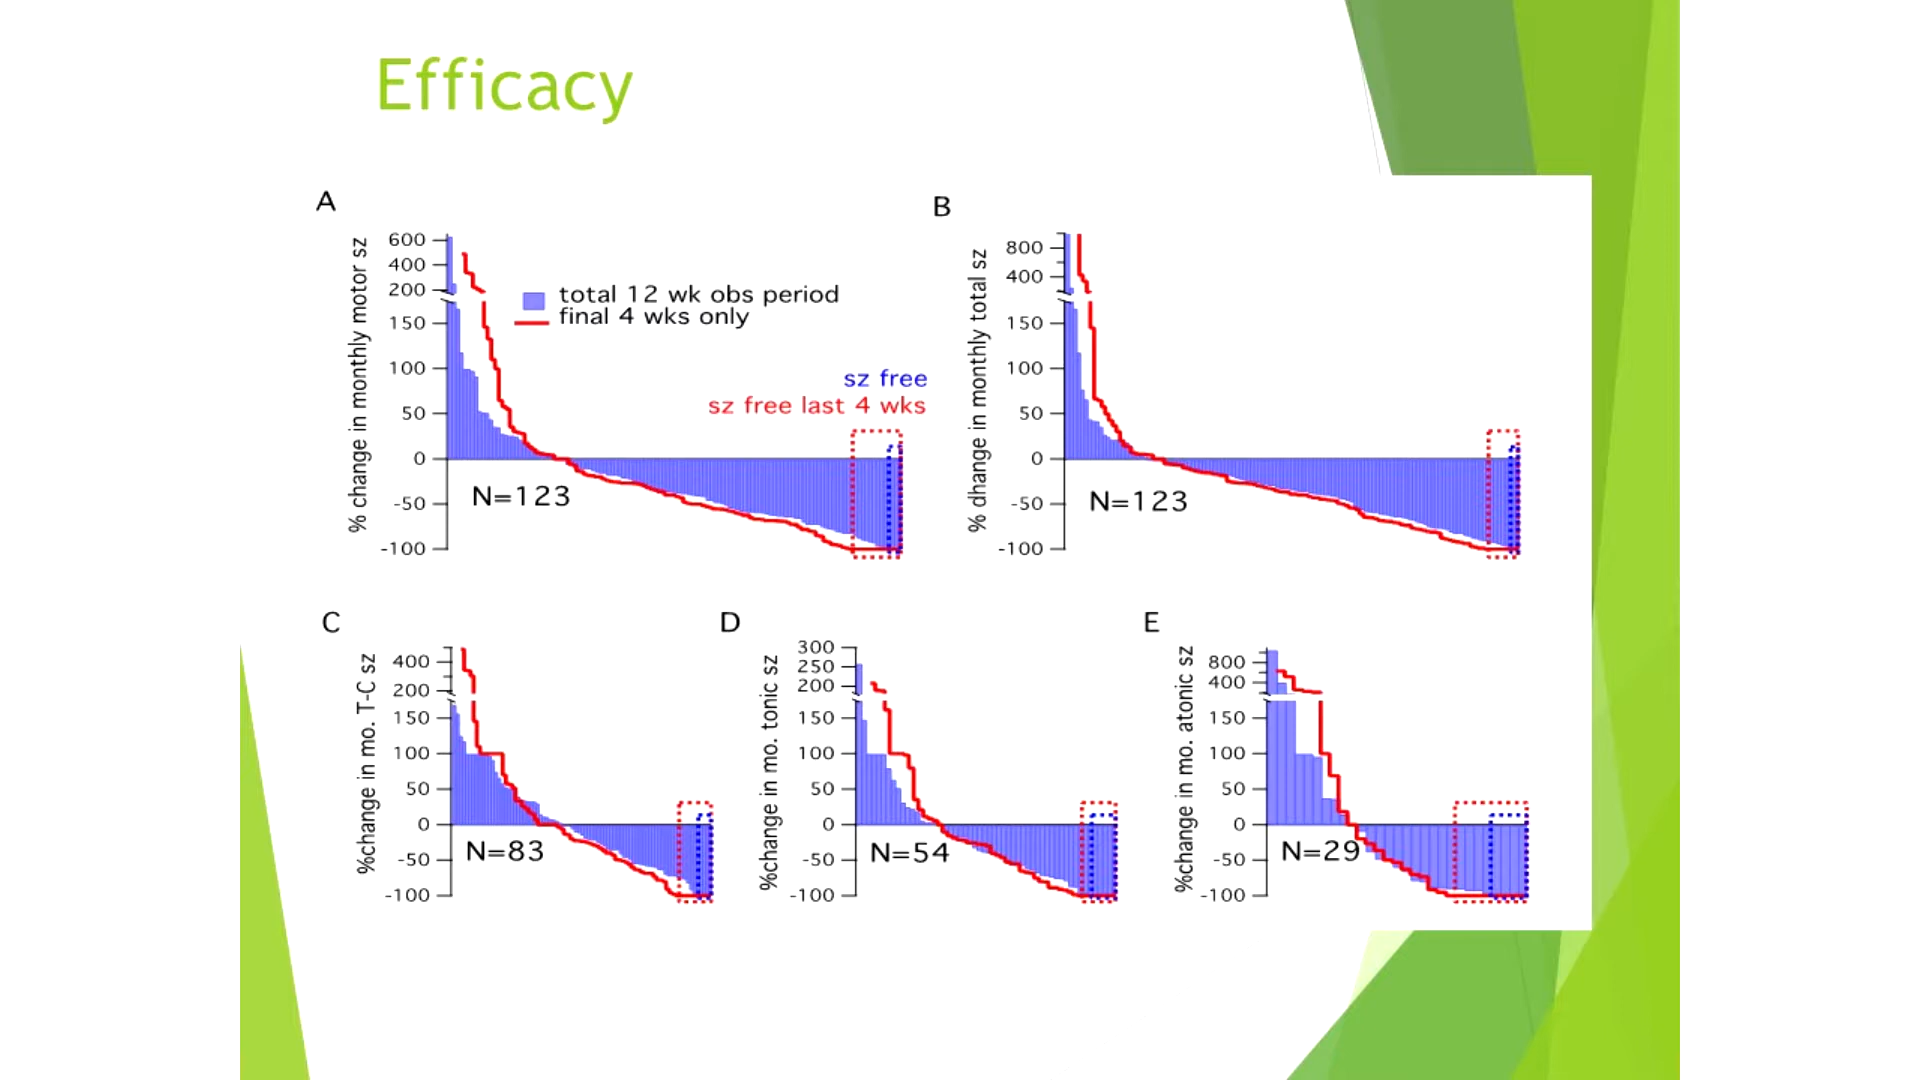 Efficacy
A
% change in monthly motor sz
600
400
200
150
100
50
0
-50
-100
total 12 wk obs period
final 4 wks only
sz free
sz free last 4 wks
N=123
B
% dhange in monthly total sz
800
400
150
100
50
0
-50
-100
N=123
C
%change in mo. T-C sz
400
200
150
100
50
0
-50
-100
N=83
D
%change in mo. tonic sz
300
250
200
150
100
50
0
-50
-100
N=54
E
%change in mo. atonic sz
800
400
150
100
50
0
-50
-100
N=29